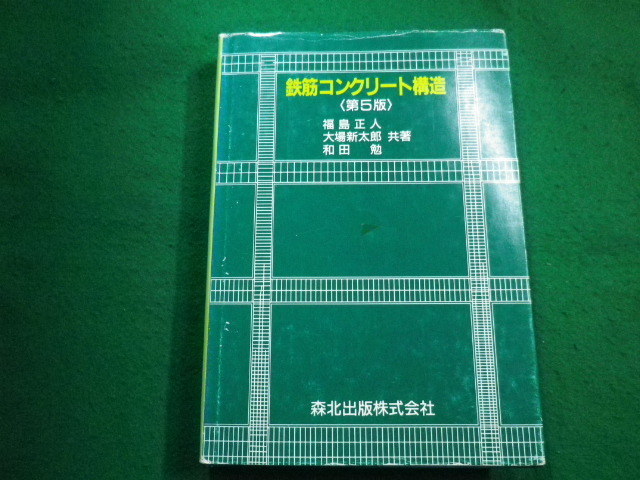 鉄筋コンクリート構造
〈第5版〉
福島正人
大場新太郎 共著
和田 勉
森北出版株式会社